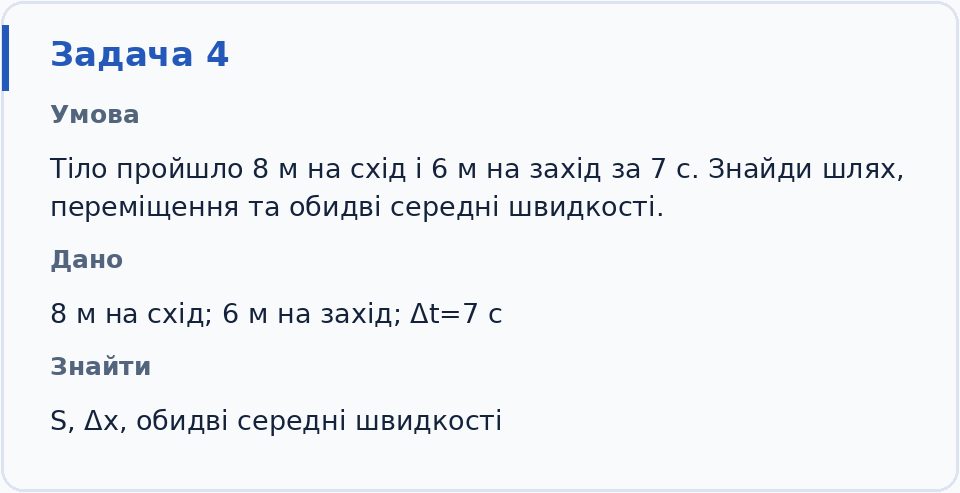 Задача 4
Умова
Тіло пройшло 8 м на схід і 6 м на захід за 7 с. Знайди шлях,
переміщення та обидві середні швидкості.
Дано
8 м на схід; 6 м на захід; Δt=7 с
Знайти
S, Δx, обидві середні швидкості